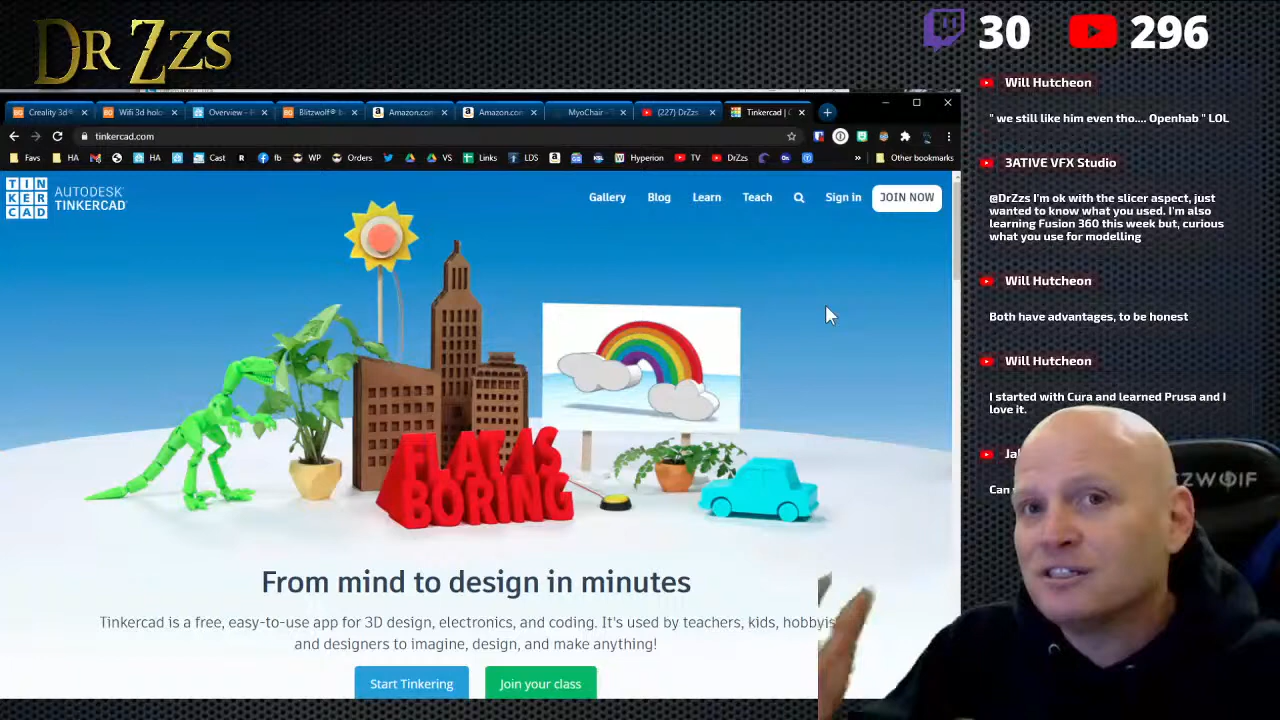 DR ZZS
30
296
Creality 3d®
Wifi 3d holo
Overview -
Blitzwolf® b
Amazon.com
Amazon.com
MyoChair -
(227) DrZzs
Tinkercad |
tinkercad.com
Favs
HA
HA
Cast
R
fb
WP
Orders
VS
Links
LDS
Hyperion
TV
DrZzs
Other bookmarks
TIN
KER
CAD
AUTODESK
TINKERCAD
Gallery
Blog
Learn
Teach
Sign in
JOIN NOW
FLAT AS
BORING
From mind to design in minutes
Tinkercad is a free, easy-to-use app for 3D design, electronics, and coding. It's used by teachers, kids,
and designers to imagine, design, and make anything!
Start Tinkering
Join your class
Will Hutcheon
" we still like him even tho.... Openhab " LOL
3ATIVE VFX Studio
@DrZzs I'm ok with the slicer aspect, just
wanted to know what you used. I'm also
learning Fusion 360 this week but, curious
what you use for modelling
Will Hutcheon
Both have advantages, to be honest
Will Hutcheon
I started with Cura and learned Prusa and I
love it.